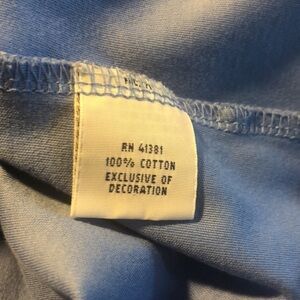 RN 41381
100% COTTON
EXCLUSIVE OF
DECORATION